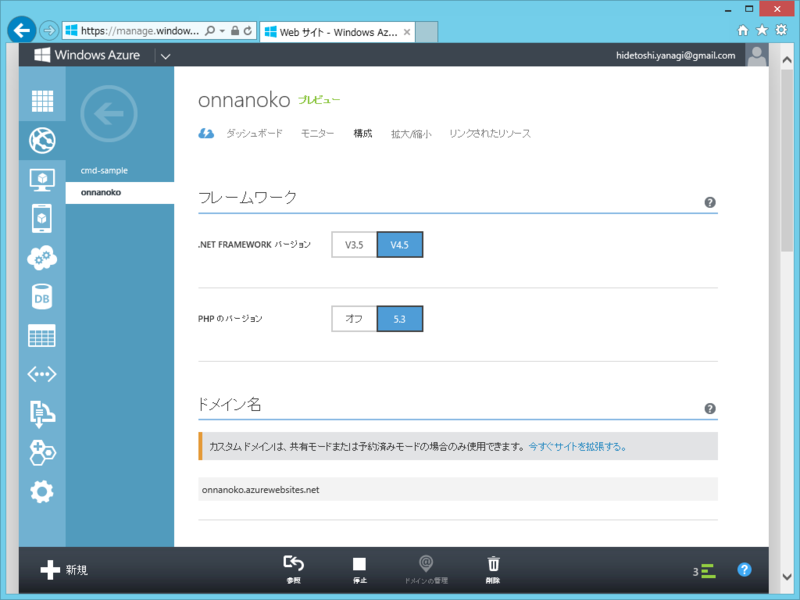 https://manage.window...
Web サイト - Windows Az...
Windows Azure
hidetoshi.yanagi@gmail.com
cmd-sample
onnanoko
onnanoko プレビュー
ダッシュボード モニター 構成 拡大/縮小 リンクされたリソース
フレームワーク
.NET FRAMEWORK バージョン V3.5 V4.5
PHP のバージョン オフ 5.3
ドメイン名
カスタム ドメインは、共有モードまたは予約済みモードの場合のみ使用できます。 今すぐサイトを拡張する。
onnanoko.azurewebsites.net
DB
新規
参照
停止
ドメインの管理
削除
3